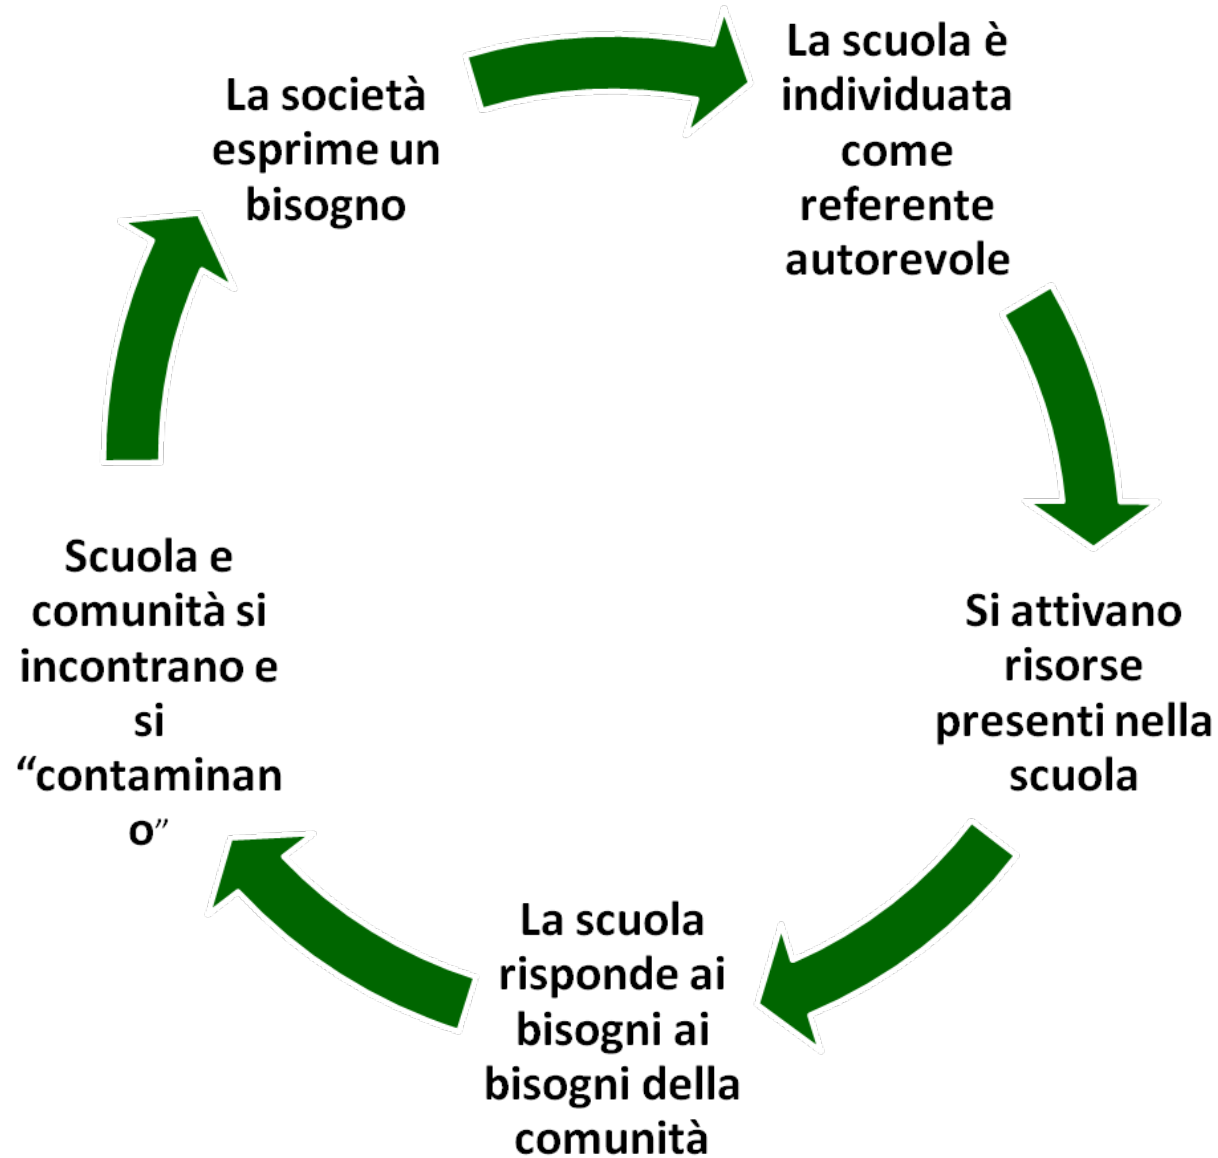 La società
esprime un
bisogno
La scuola è
individuata
come
referente
autorevole
Si attivano
risorse
presenti nella
scuola
La scuola
risponde ai
bisogni ai
bisogni della
comunità
Scuola e
comunità si
incontrano e
si
“contaminan
o”